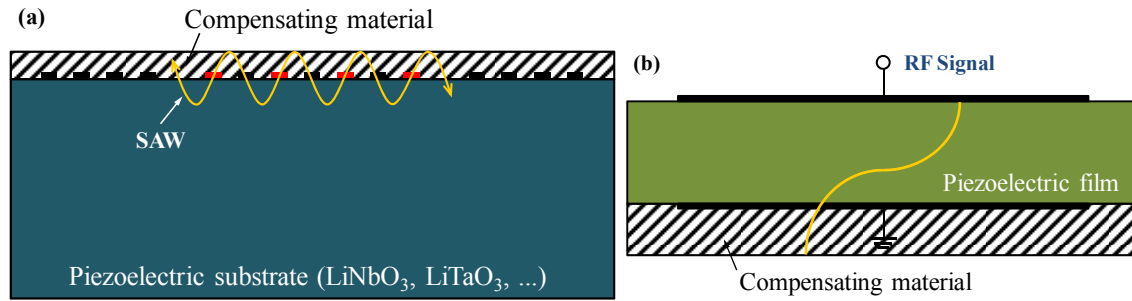 (a)
Compensating material
SAW
Piezoelectric substrate (LiNbO₃, LiTaO₃, ...)
(b)
RF Signal
Piezoelectric film
Compensating material